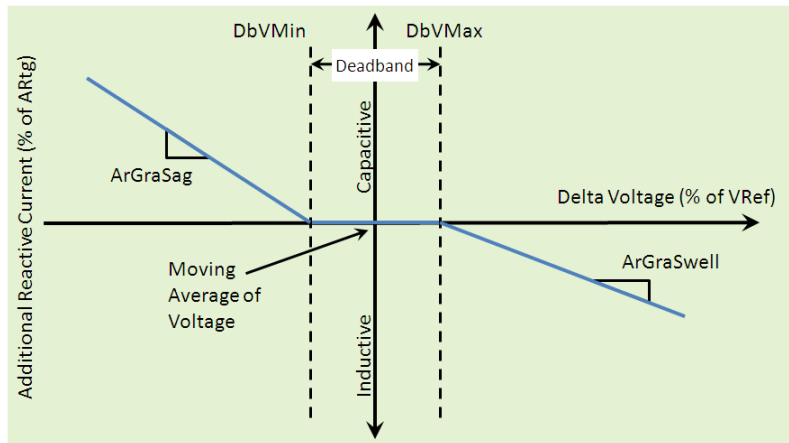 DbVMin
DbVMax
Deadband
Additional Reactive Current (% of ARtg)
Capacitive
ArGraSag
Delta Voltage (% of VRef)
Moving
Average of
Voltage
ArGraSwell
Inductive